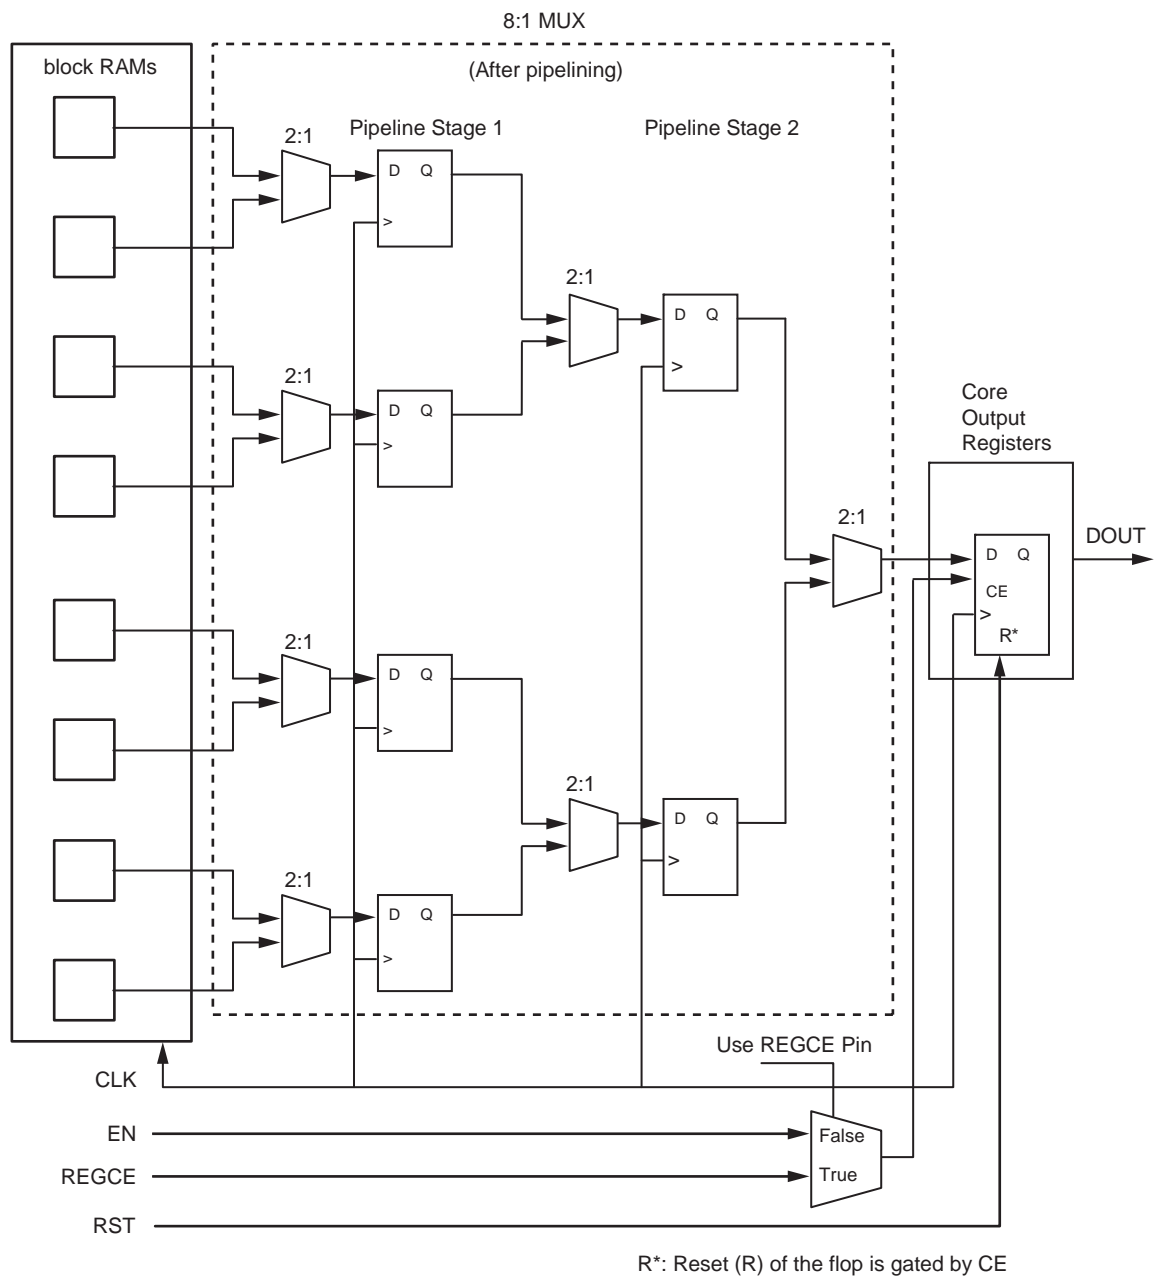 8:1 MUX
block RAMs
(After pipelining)
Pipeline Stage 1
Pipeline Stage 2
2:1
D Q
>
2:1
D Q
>
2:1
D Q
>
Core
Output
Registers
2:1
D Q
CE
>
R*
DOUT
2:1
D Q
>
2:1
D Q
>
2:1
D Q
>
Use REGCE Pin
CLK
EN
False
REGCE
True
RST
R*: Reset (R) of the flop is gated by CE